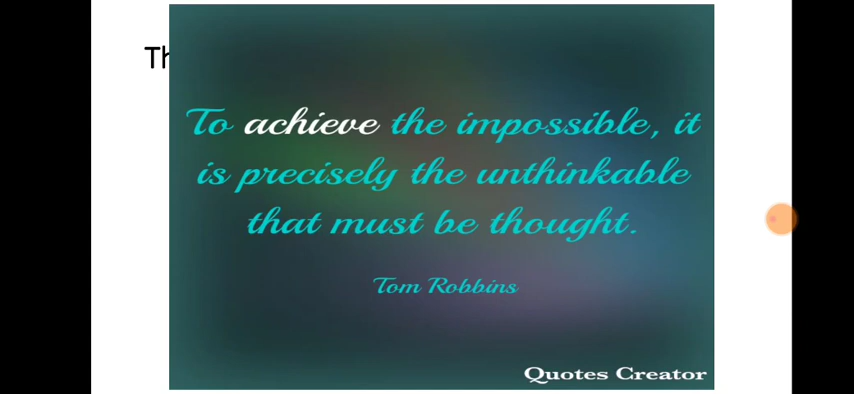 Th
To achieve the impossible, it
is precisely the unthinkable
that must be thought.
Tom Robbins
Quotes Creator